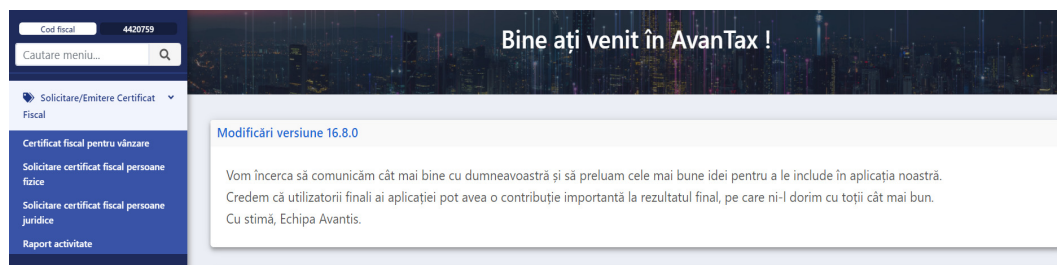 Cod fiscal 4420759
Cautare meniu...
Solicitare/Emitere Certificat
Fiscal
Certificat fiscal pentru vânzare
Solicitare certificat fiscal persoane
fizice
Solicitare certificat fiscal persoane
juridice
Raport activitate
Bine ați venit în AvanTax !
Modificări versiune 16.8.0
Vom încerca să comunicăm cât mai bine cu dumneavoastră și să preluam cele mai bune idei pentru a le include în aplicația noastră.
Credem că utilizatorii finali ai aplicației pot avea o contribuție importantă la rezultatul final, pe care ni-l dorim cu toții cât mai bun.
Cu stimă, Echipa Avantis.